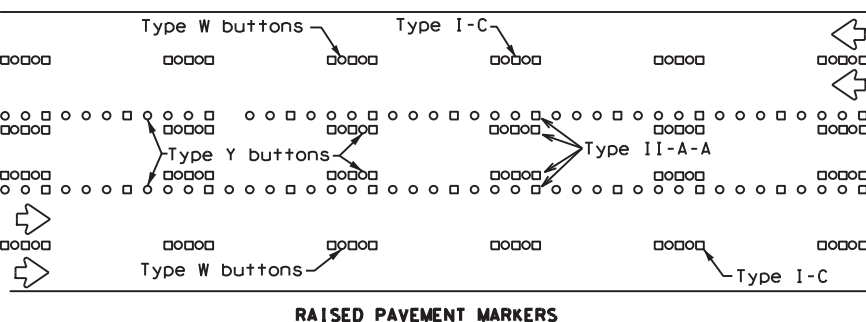 Type W buttons
Type I-C
Type Y buttons
Type II-A-A
Type W buttons
Type I-C
RAISED PAVEMENT MARKERS